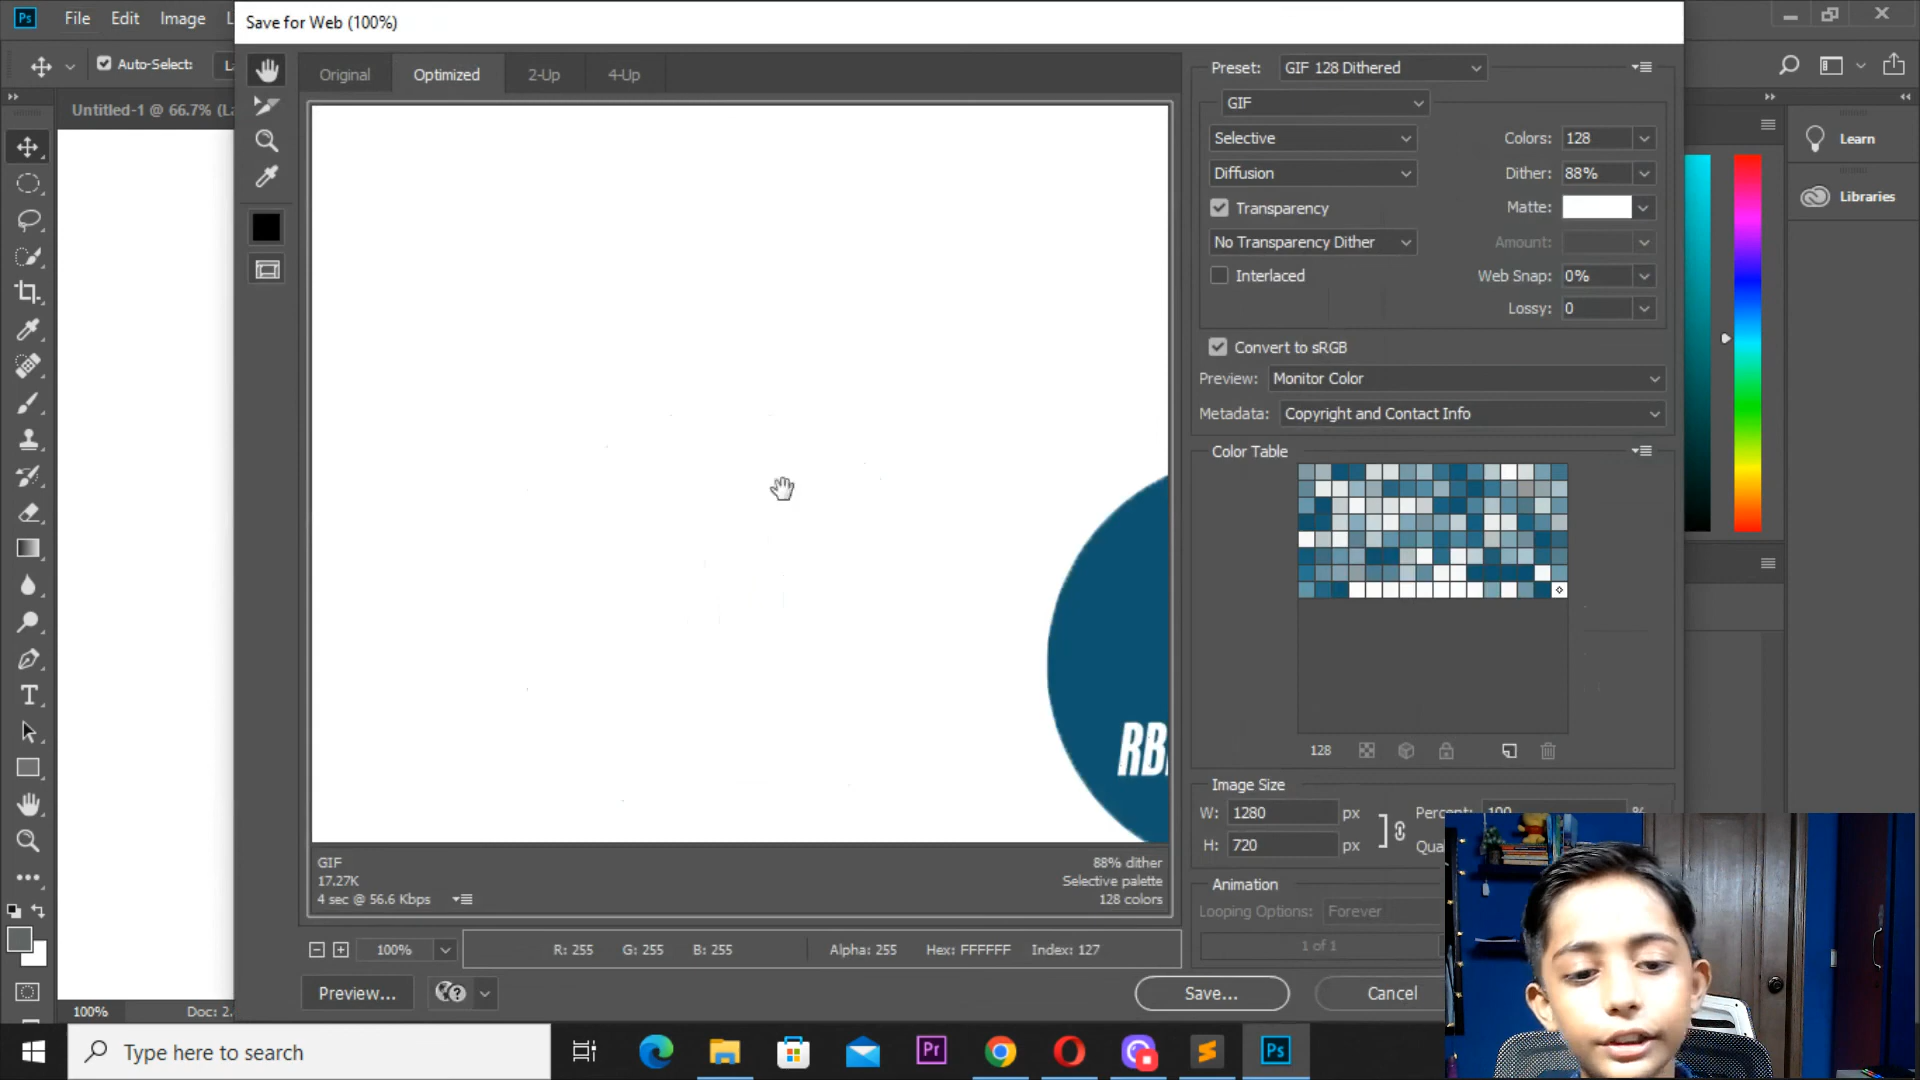 Ps File Edit Image
Save for Web (100%)
Auto-Select:
Untitled-1 @ 66.7% (La
Original Optimized 2-Up 4-Up
Preset: GIF 128 Dithered
GIF
Selective Colors: 128
Diffusion Dither: 88%
Transparency Matte:
No Transparency Dither Amount:
Interlaced Web Snap: 0%
Lossy: 0
Convert to sRGB
Preview: Monitor Color
Metadata: Copyright and Contact Info
Color Table
128
Learn
Libraries
RB
Image Size
W: 1280 px Percent: 100 %
H: 720 px Qua
GIF
17.27K
4 sec @ 56.6 Kbps
88% dither
Selective palette
128 colors
Animation
Looping Options: Forever
1 of 1
100% R: 255 G: 255 B: 255 Alpha: 255 Hex: FFFFFF Index: 127
Preview... Save... Cancel
100% Doc: 2.
Type here to search
Pr Ps